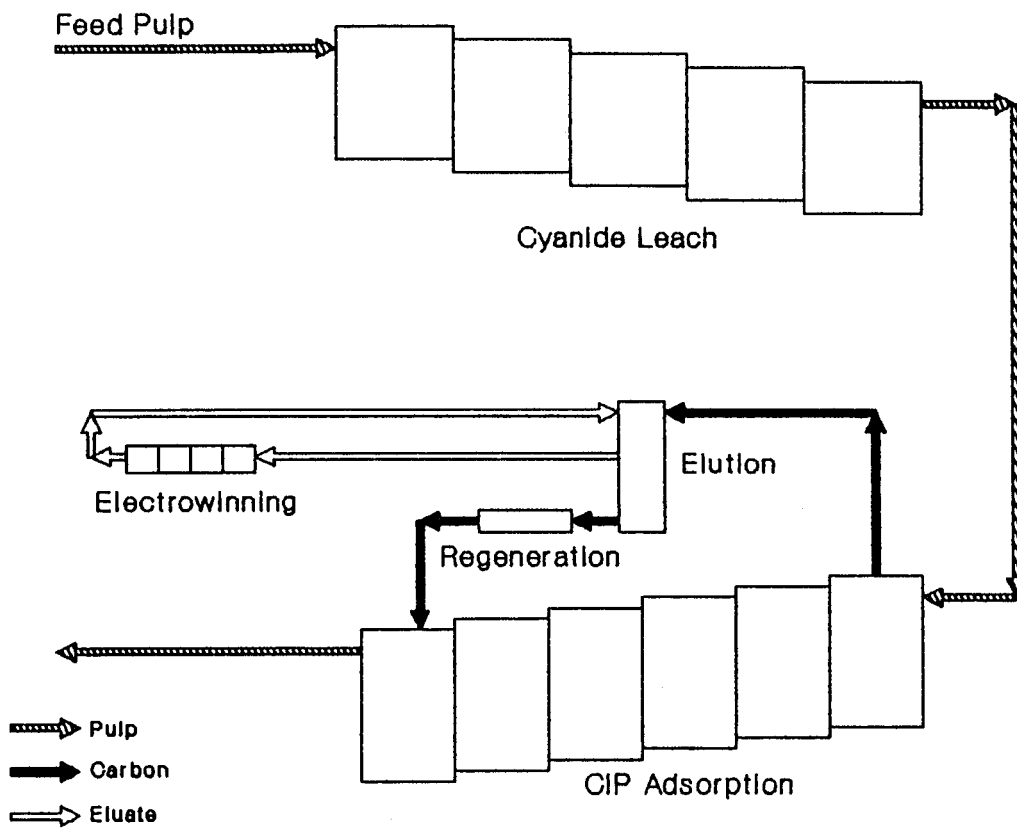 Feed Pulp
Cyanide Leach
Elution
Electrowinning
Regeneration
CIP Adsorption
Pulp
Carbon
Eluate